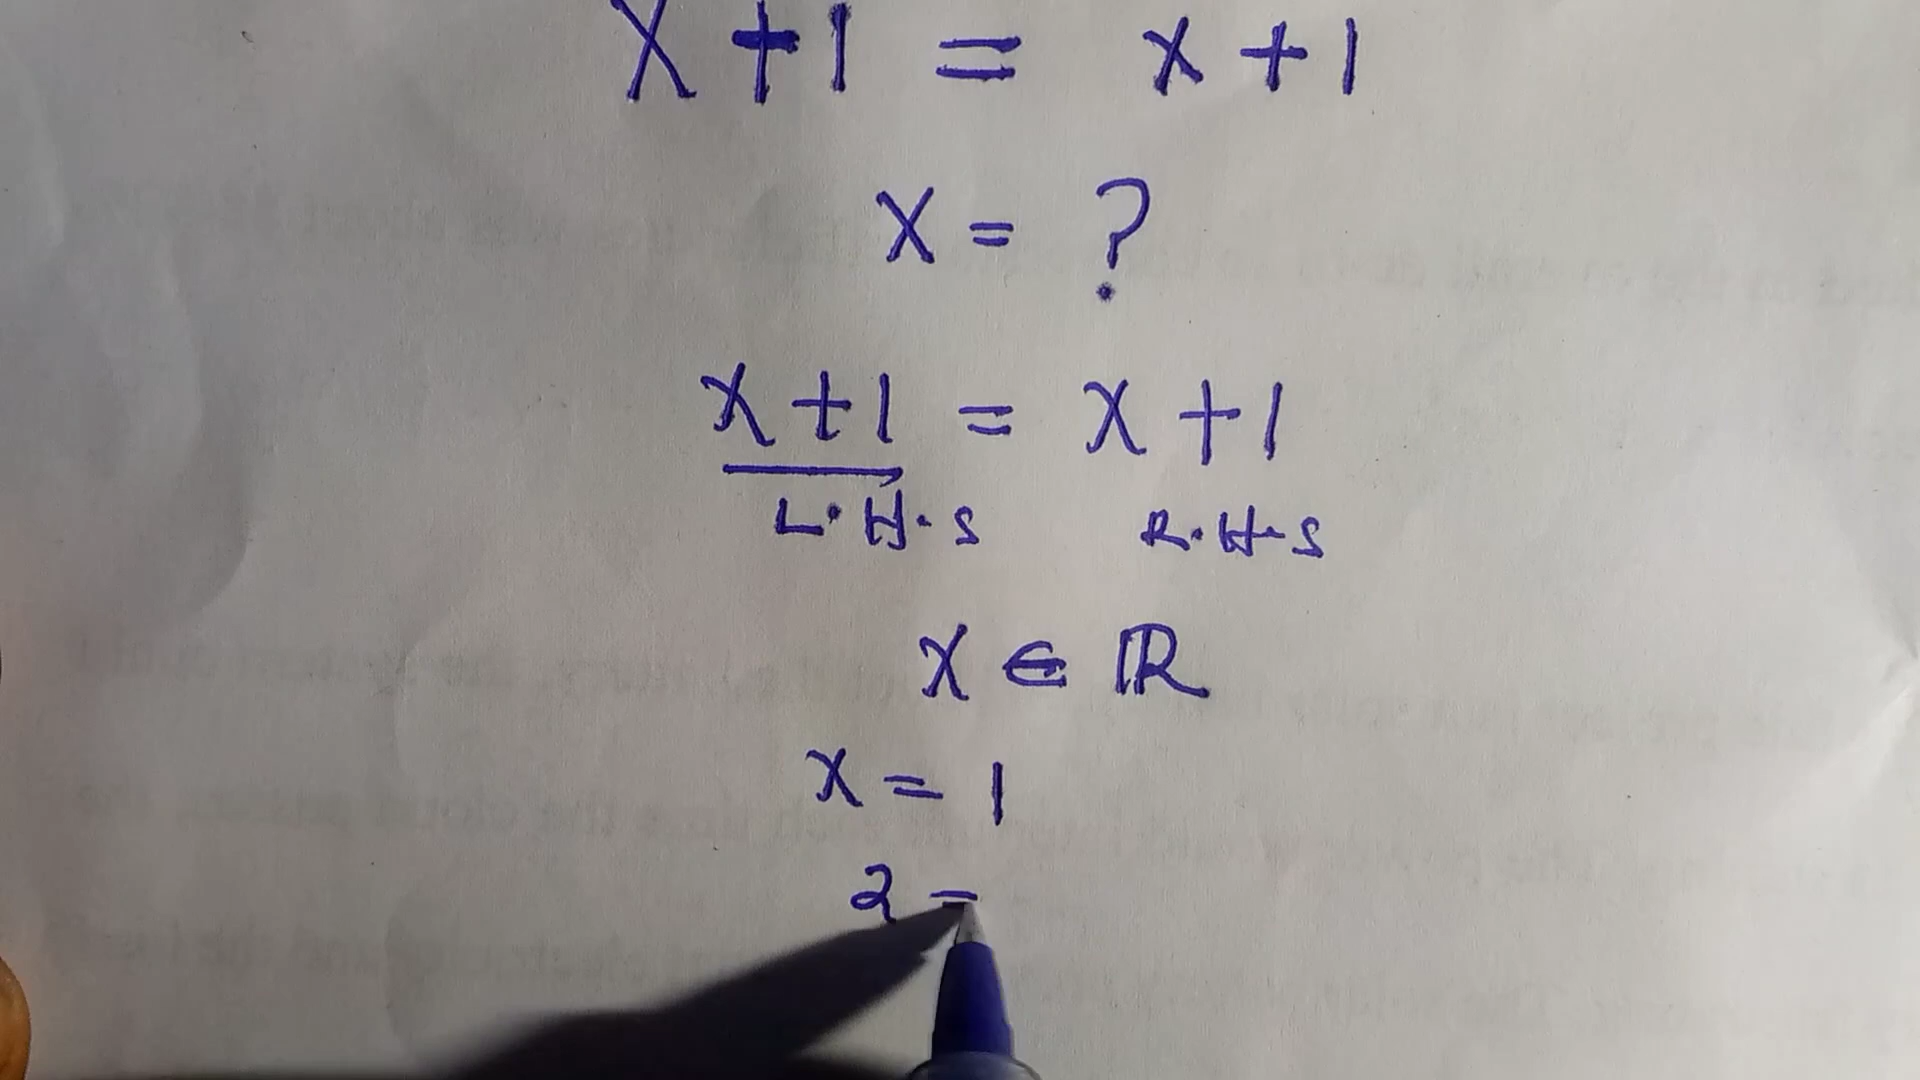 x + 1 = x + 1
x = ?
x + 1 = x + 1
L.H.S R.H.S
x ∈ ℝ
x = 1
2 =